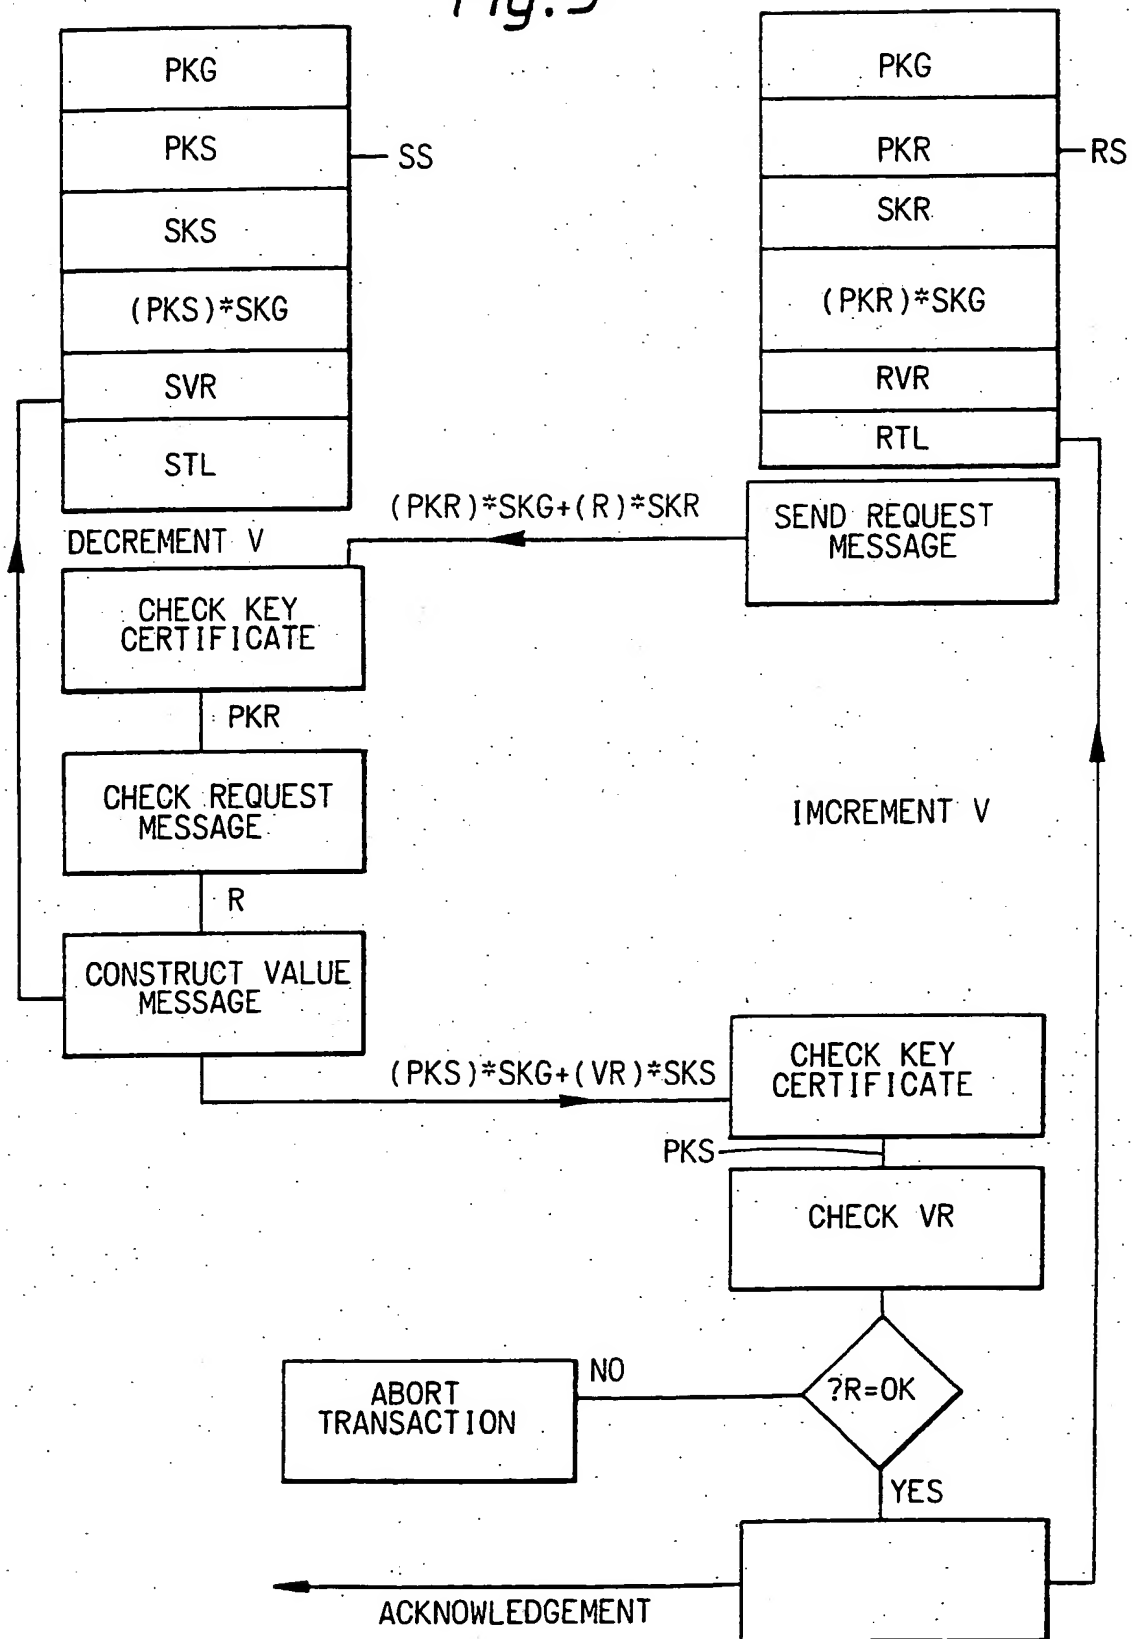 Fig. 5
PKG
PKS
SS
SKS
(PKS)*SKG
SVR
STL
PKG
PKR
RS
SKR
(PKR)*SKG
RVR
RTL
(PKR)*SKG+(R)*SKR
SEND REQUEST
MESSAGE
DECREMENT V
CHECK KEY
CERTIFICATE
PKR
CHECK REQUEST
MESSAGE
IMCREMENT V
R
CONSTRUCT VALUE
MESSAGE
(PKS)*SKG+(VR)*SKS
CHECK KEY
CERTIFICATE
PKS
CHECK VR
?R=OK
NO
ABORT
TRANSACTION
YES
ACKNOWLEDGEMENT